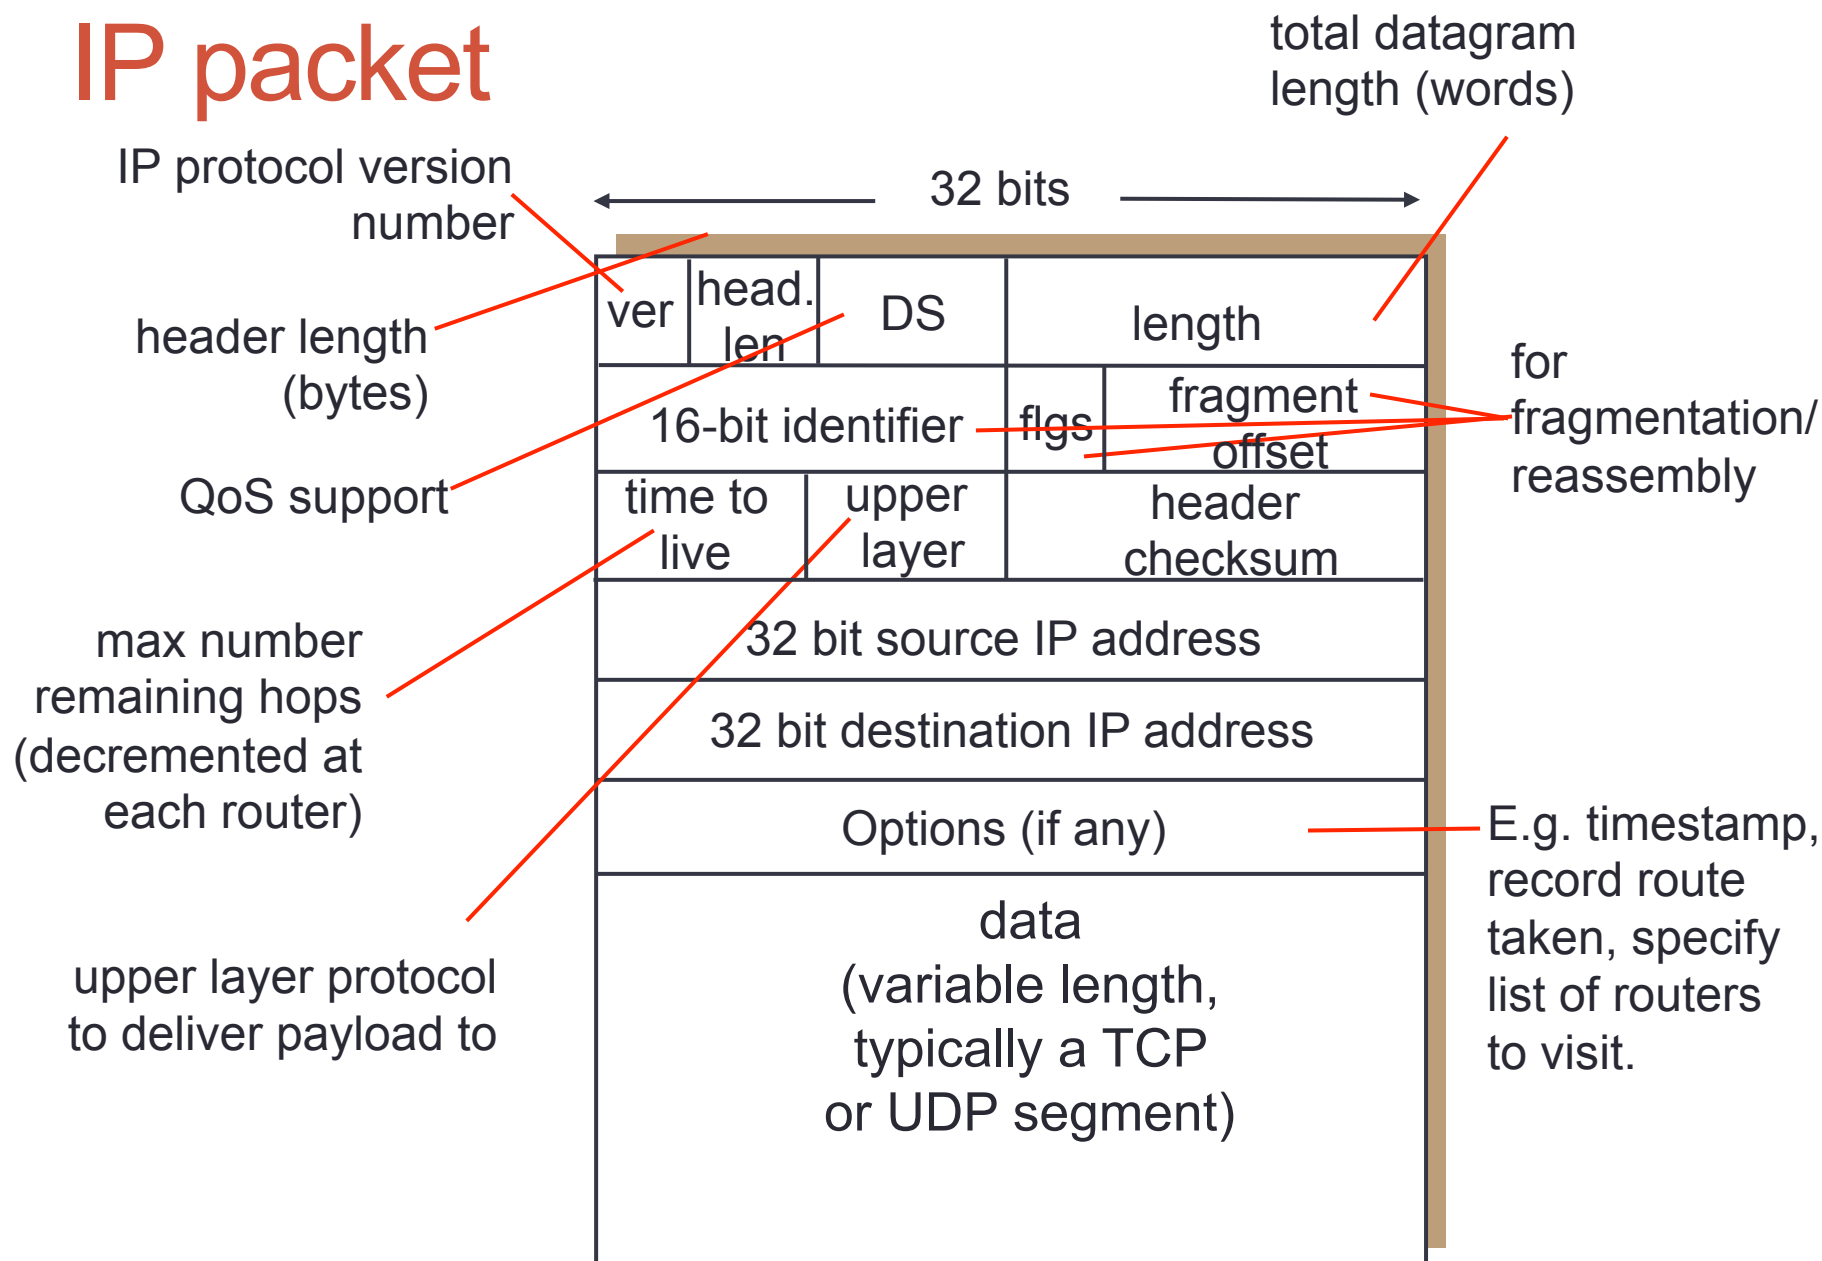 IP packet
total datagram
length (words)
IP protocol version
number
32 bits
header length
(bytes)
QoS support
max number
remaining hops
(decremented at
each router)
upper layer protocol
to deliver payload to
ver
head.
len
DS
length
16-bit identifier
flgs
fragment
offset
time to
live
upper
layer
header
checksum
32 bit source IP address
32 bit destination IP address
Options (if any)
data
(variable length,
typically a TCP
or UDP segment)
for
fragmentation/
reassembly
E.g. timestamp,
record route
taken, specify
list of routers
to visit.